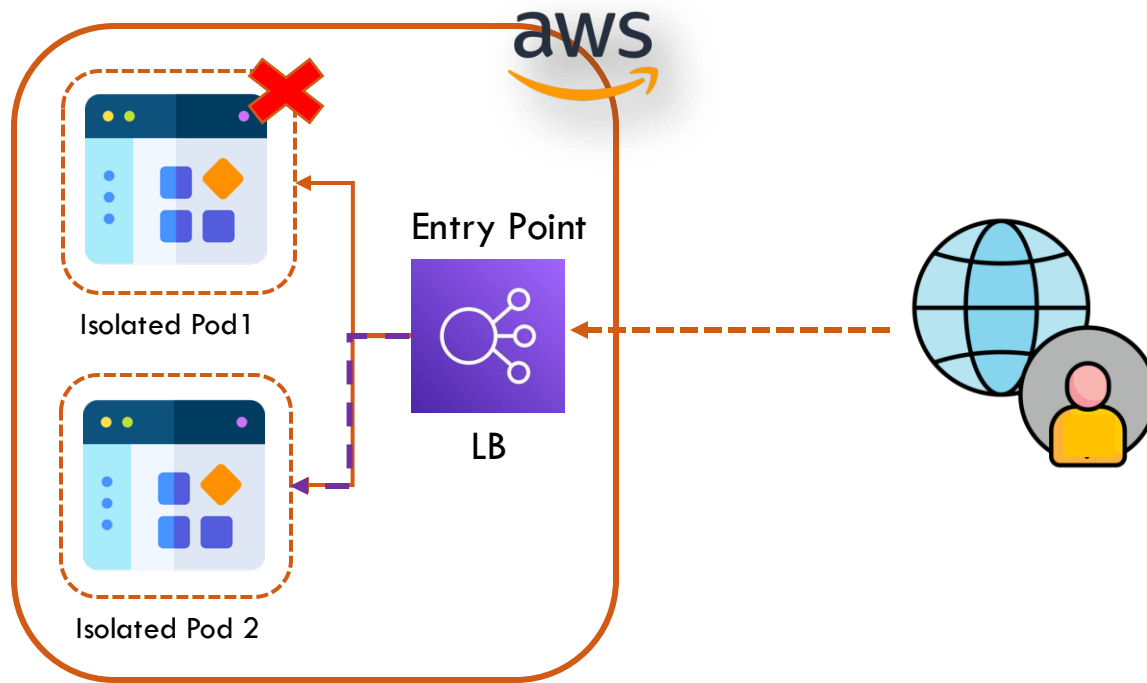 aws
Entry Point
Isolated Pod1
LB
Isolated Pod 2